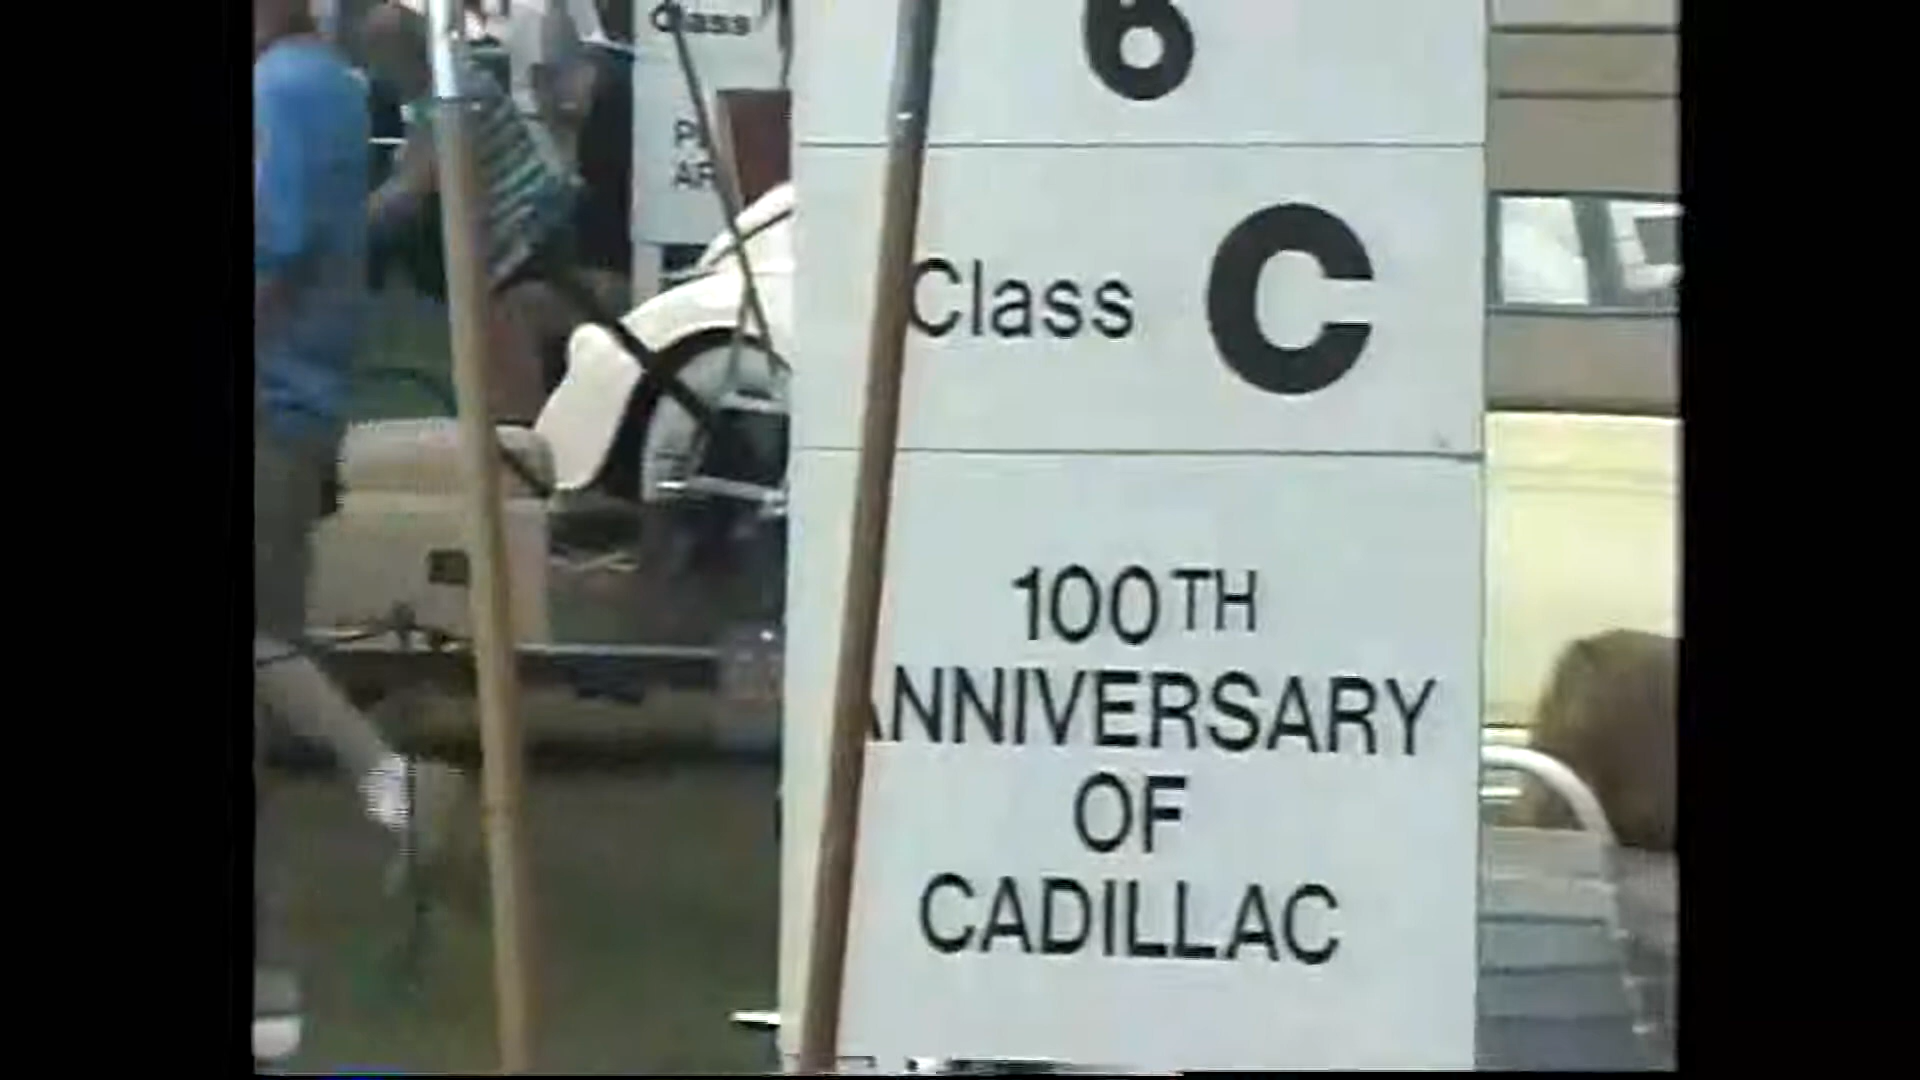 Class
6
Class C
100TH
ANNIVERSARY
OF
CADILLAC